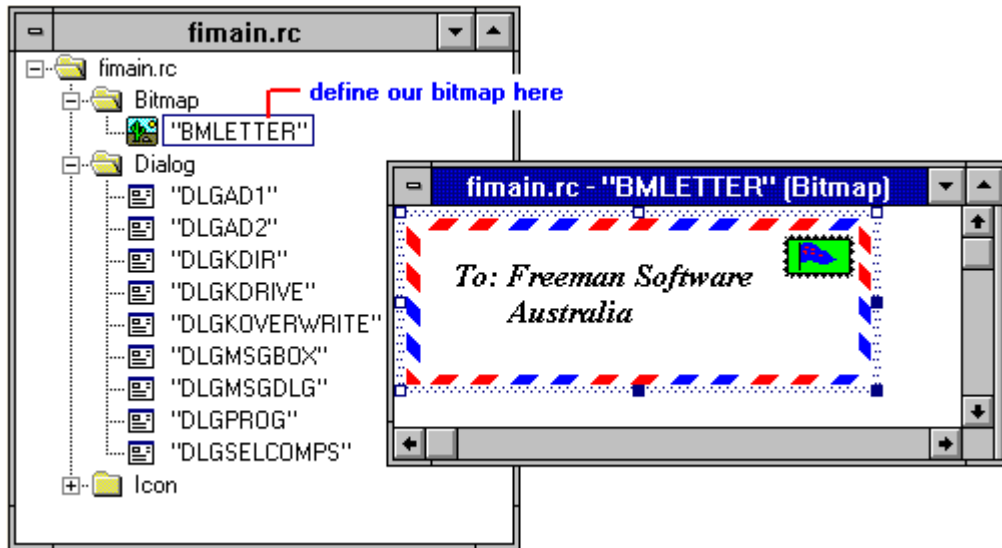 fimain.rc
fimain.rc
Bitmap
define our bitmap here
"BMLETTER"
Dialog
"DLGAD1"
"DLGAD2"
"DLGKDIR"
"DLGKDRIVE"
"DLGKOVERWRITE"
"DLGMSGBOX"
"DLGMSGDLG"
"DLGPROG"
"DLGSELCOMPS"
Icon
fimain.rc - "BMLETTER" (Bitmap)
To: Freeman Software
Australia